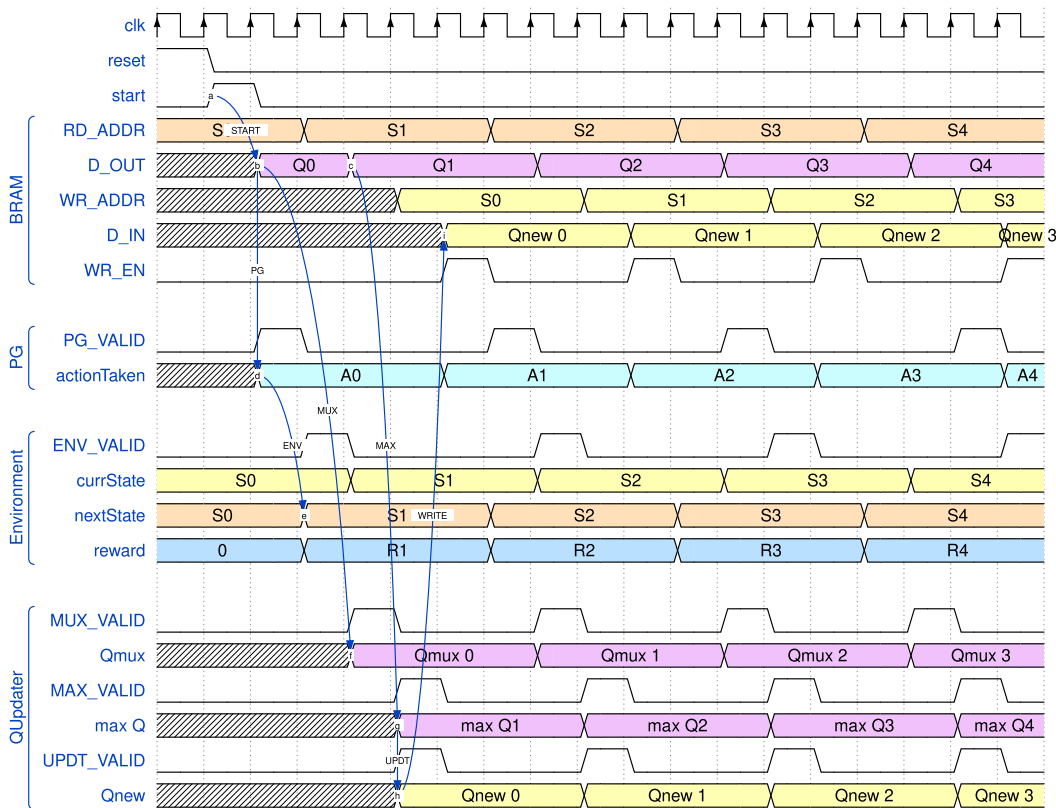 clk
reset
start
a
BRAM
RD_ADDR S START S1 S2 S3 S4
D_OUT b Q0 c Q1 Q2 Q3 Q4
WR_ADDR S0 S1 S2 S3
D_IN i Qnew 0 Qnew 1 Qnew 2 Qnew 3
WR_EN
PG
PG
PG_VALID
actionTaken d A0 A1 A2 A3 A4
MUX
Environment
ENV_VALID ENV MAX
currState S0 S1 S2 S3 S4
nextState S0 e S1 WRITE S2 S3 S4
reward 0 R1 R2 R3 R4
QUpdater
MUX_VALID
Qmux f Qmux 0 Qmux 1 Qmux 2 Qmux 3
MAX_VALID
max Q g max Q1 max Q2 max Q3 max Q4
UPDT_VALID UPDT
Qnew h Qnew 0 Qnew 1 Qnew 2 Qnew 3